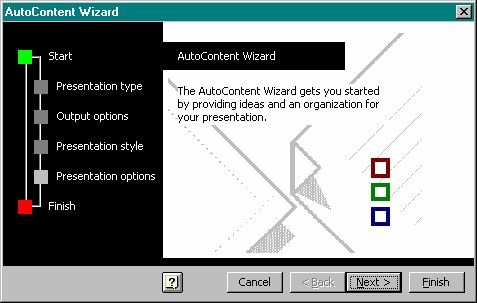 AutoContent Wizard
Start
Presentation type
Output options
Presentation style
Presentation options
Finish
AutoContent Wizard
The AutoContent Wizard gets you started
by providing ideas and an organization for
your presentation.
?
Cancel
< Back
Next >
Finish